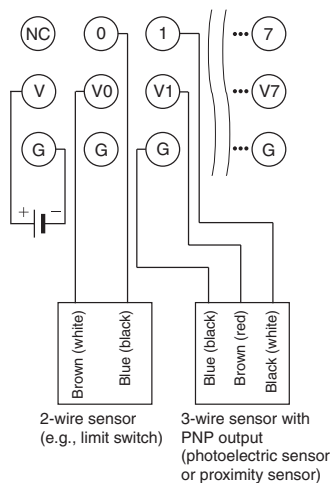 NC 0 1 ••• 7
V V0 V1 ••• V7
G G G ••• G
+ −
Brown (white)
Blue (black)
Blue (black)
Brown (red)
Black (white)
2-wire sensor
(e.g., limit switch)
3-wire sensor with
PNP output
(photoelectric sensor
or proximity sensor)